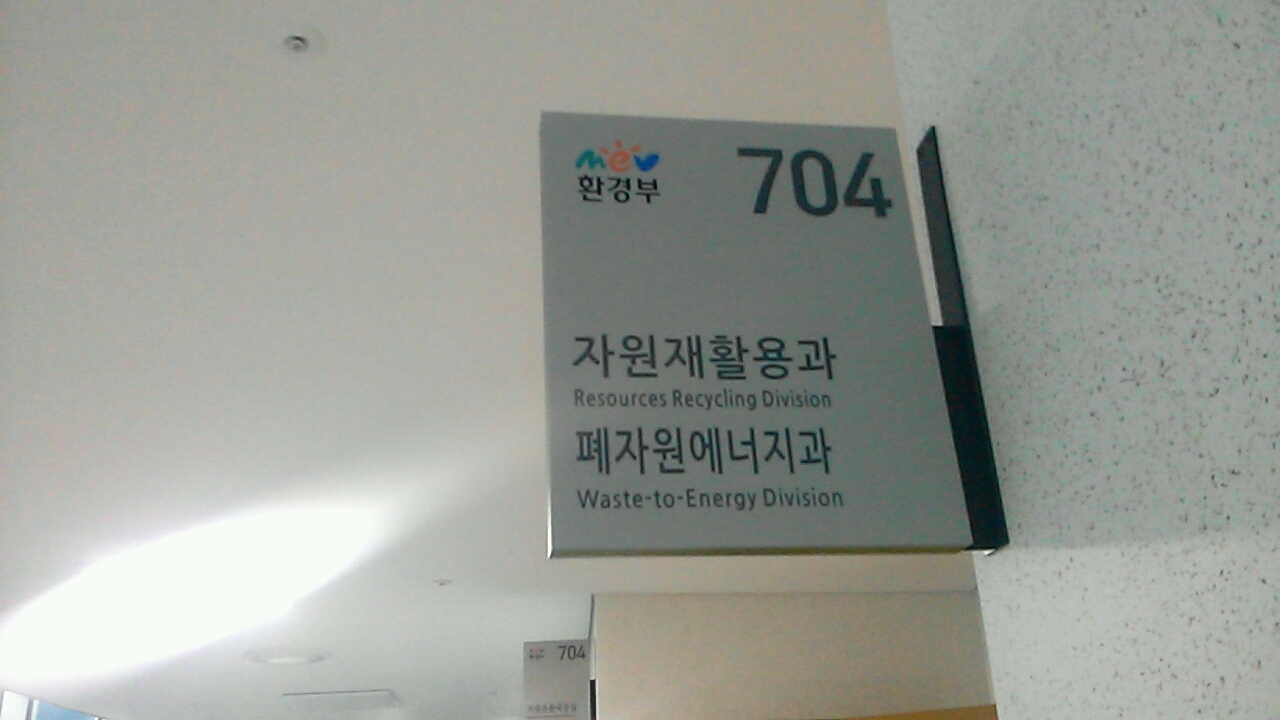 mev
환경부
704
자원재활용과
Resources Recycling Division
폐자원에너지과
Waste-to-Energy Division
704